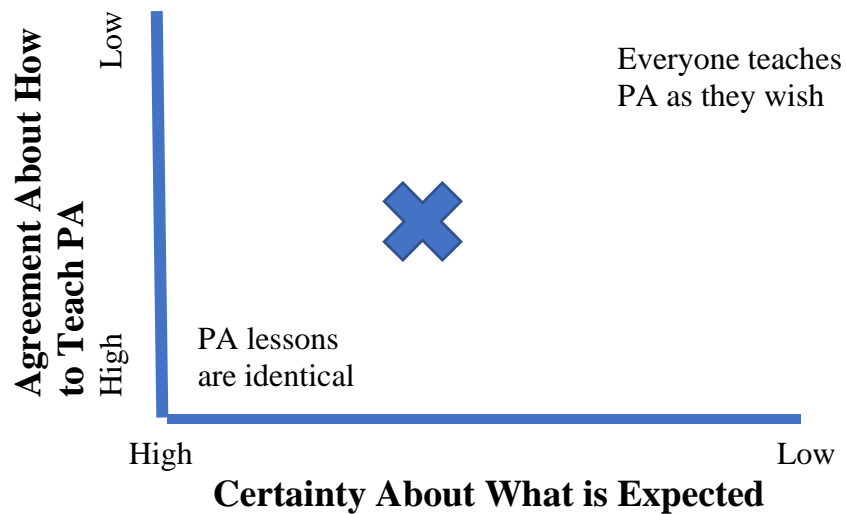 Agreement About How
to Teach PA
Low
High
Everyone teaches
PA as they wish
PA lessons
are identical
High
Low
Certainty About What is Expected